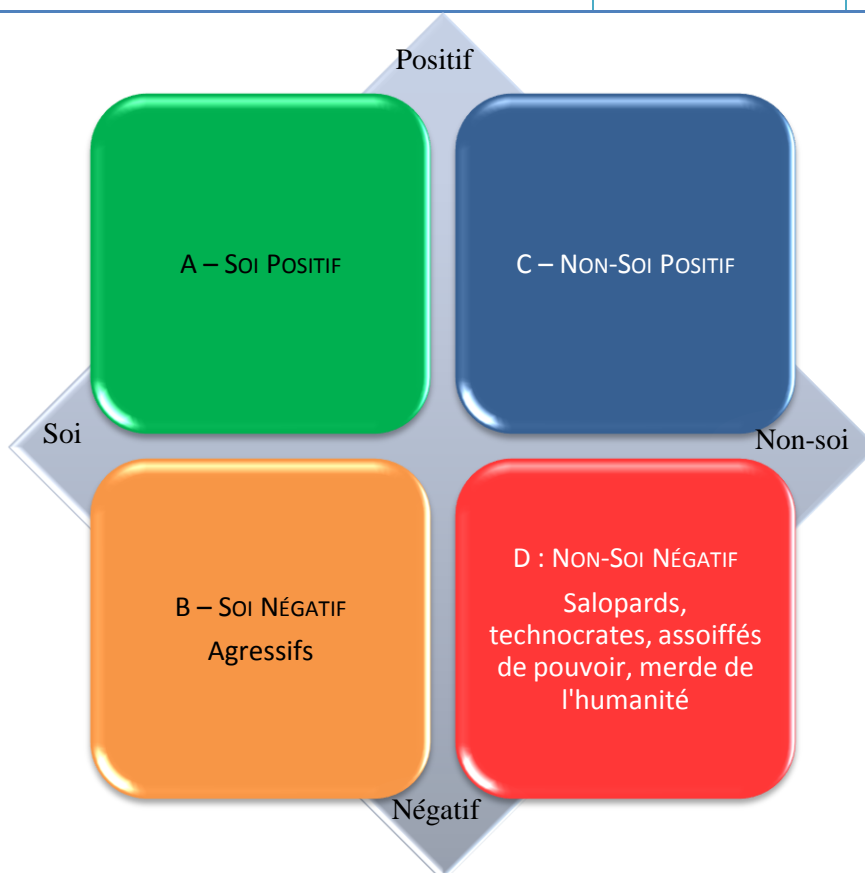 Positif
A – SOI POSITIF
C – NON-SOI POSITIF
Soi
Non-soi
B – SOI NÉGATIF
Agressifs
D : NON-SOI NÉGATIF
Salopards,
technocrates, assoiffés
de pouvoir, merde de
l'humanité
Négatif